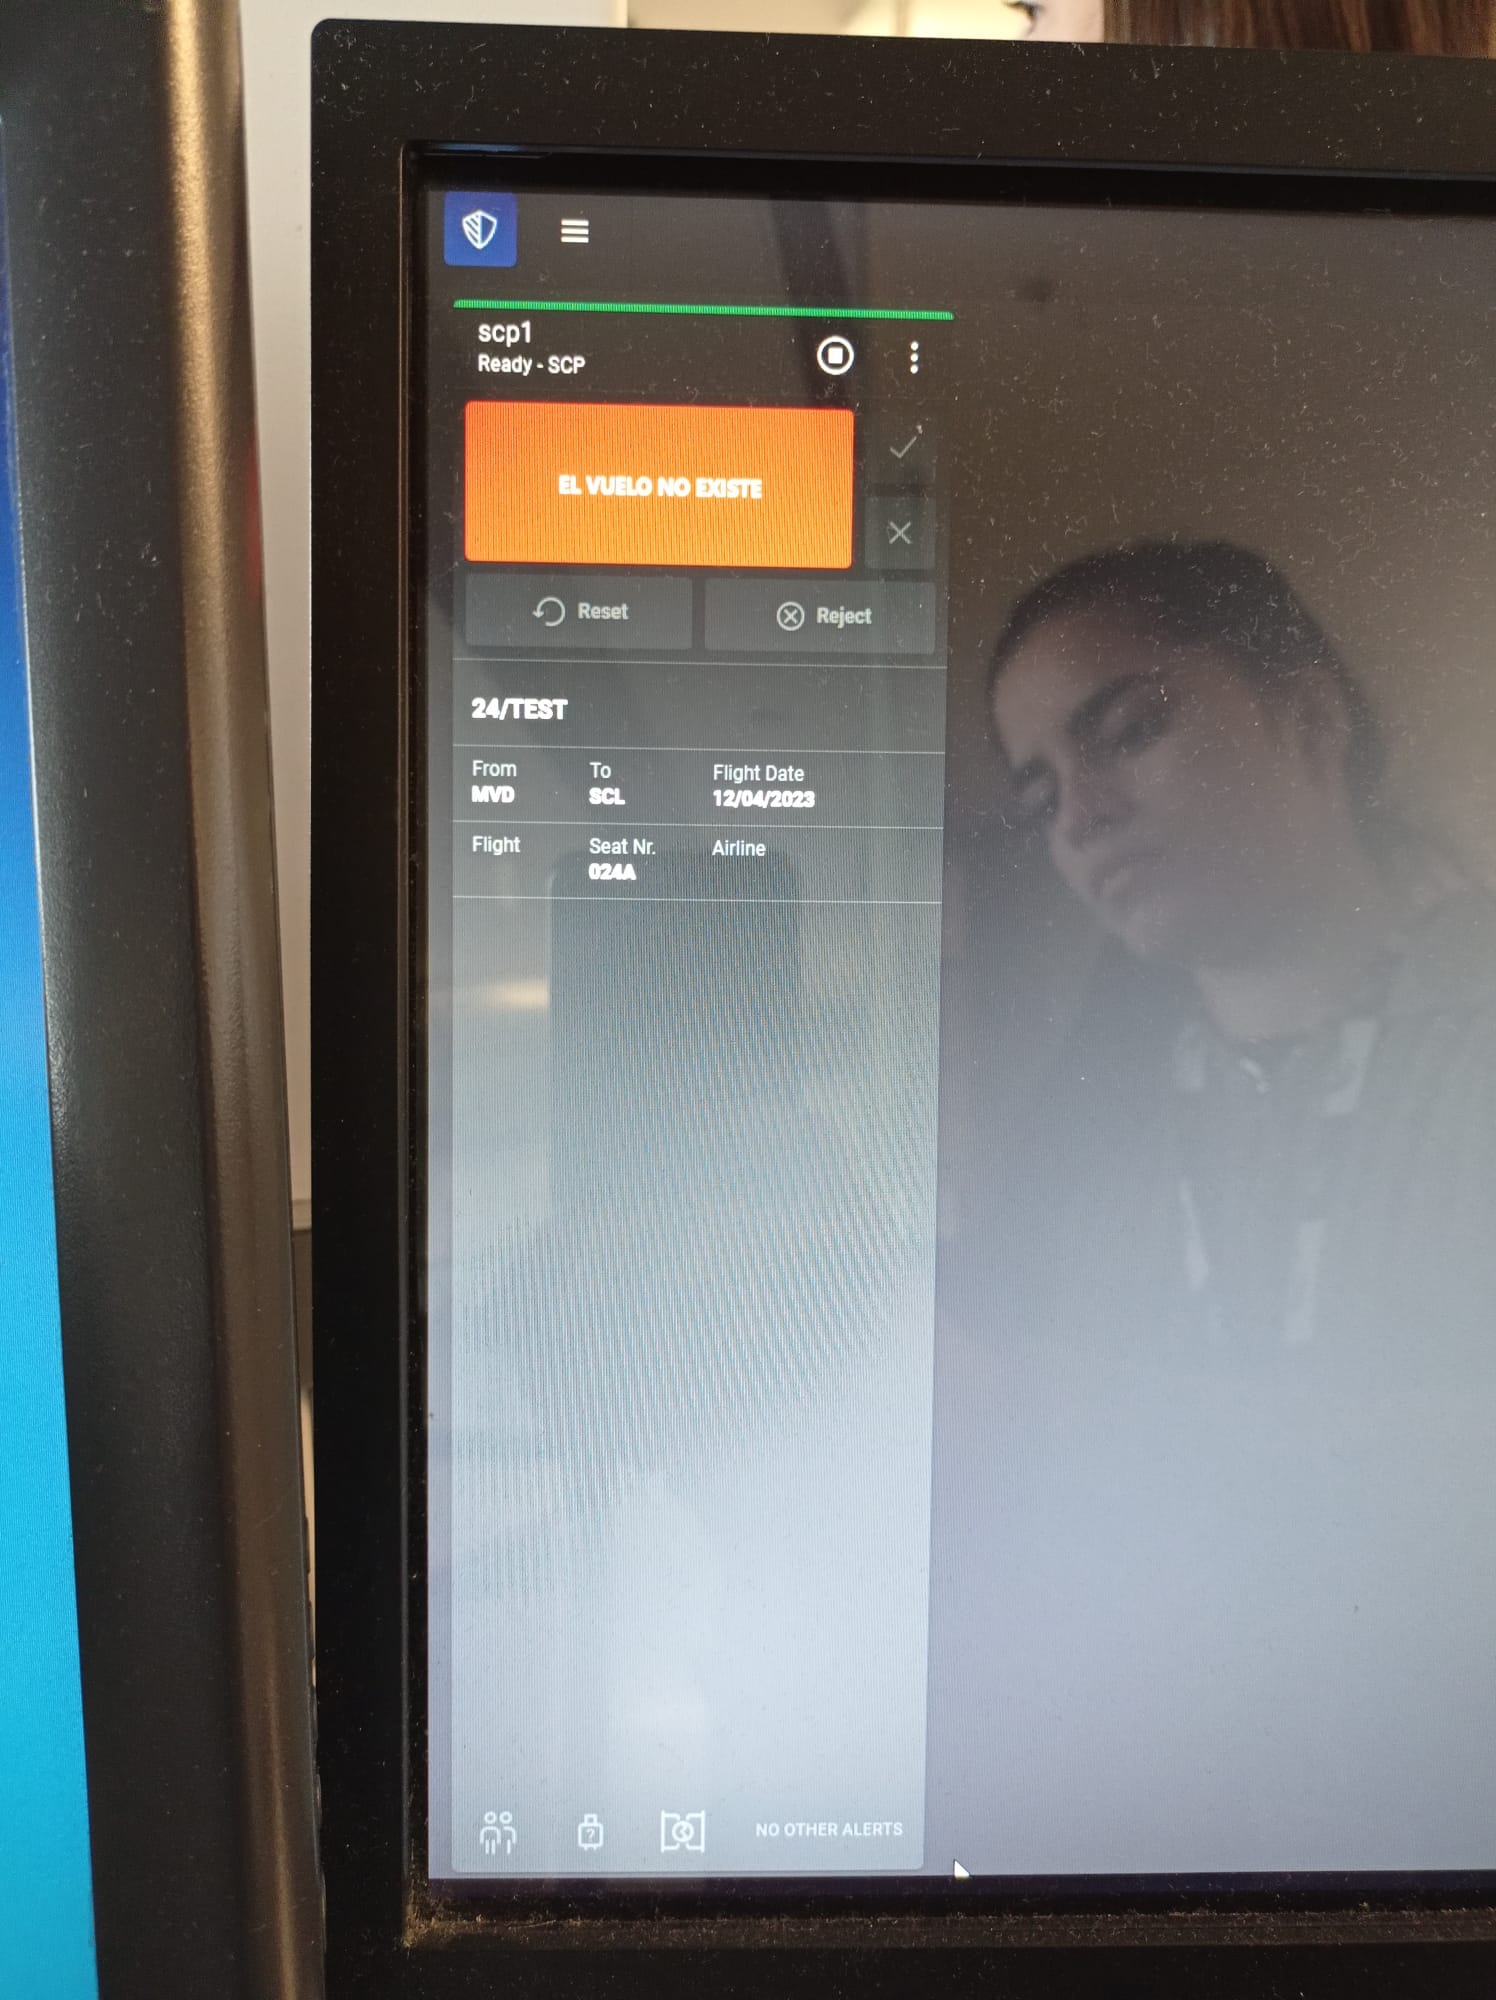 scp1
Ready - SCP
EL VUELO NO EXISTE
Reset Reject
24/TEST
From To Flight Date
MVD SCL 12/04/2023
Flight Seat Nr. Airline
024A
NO OTHER ALERTS